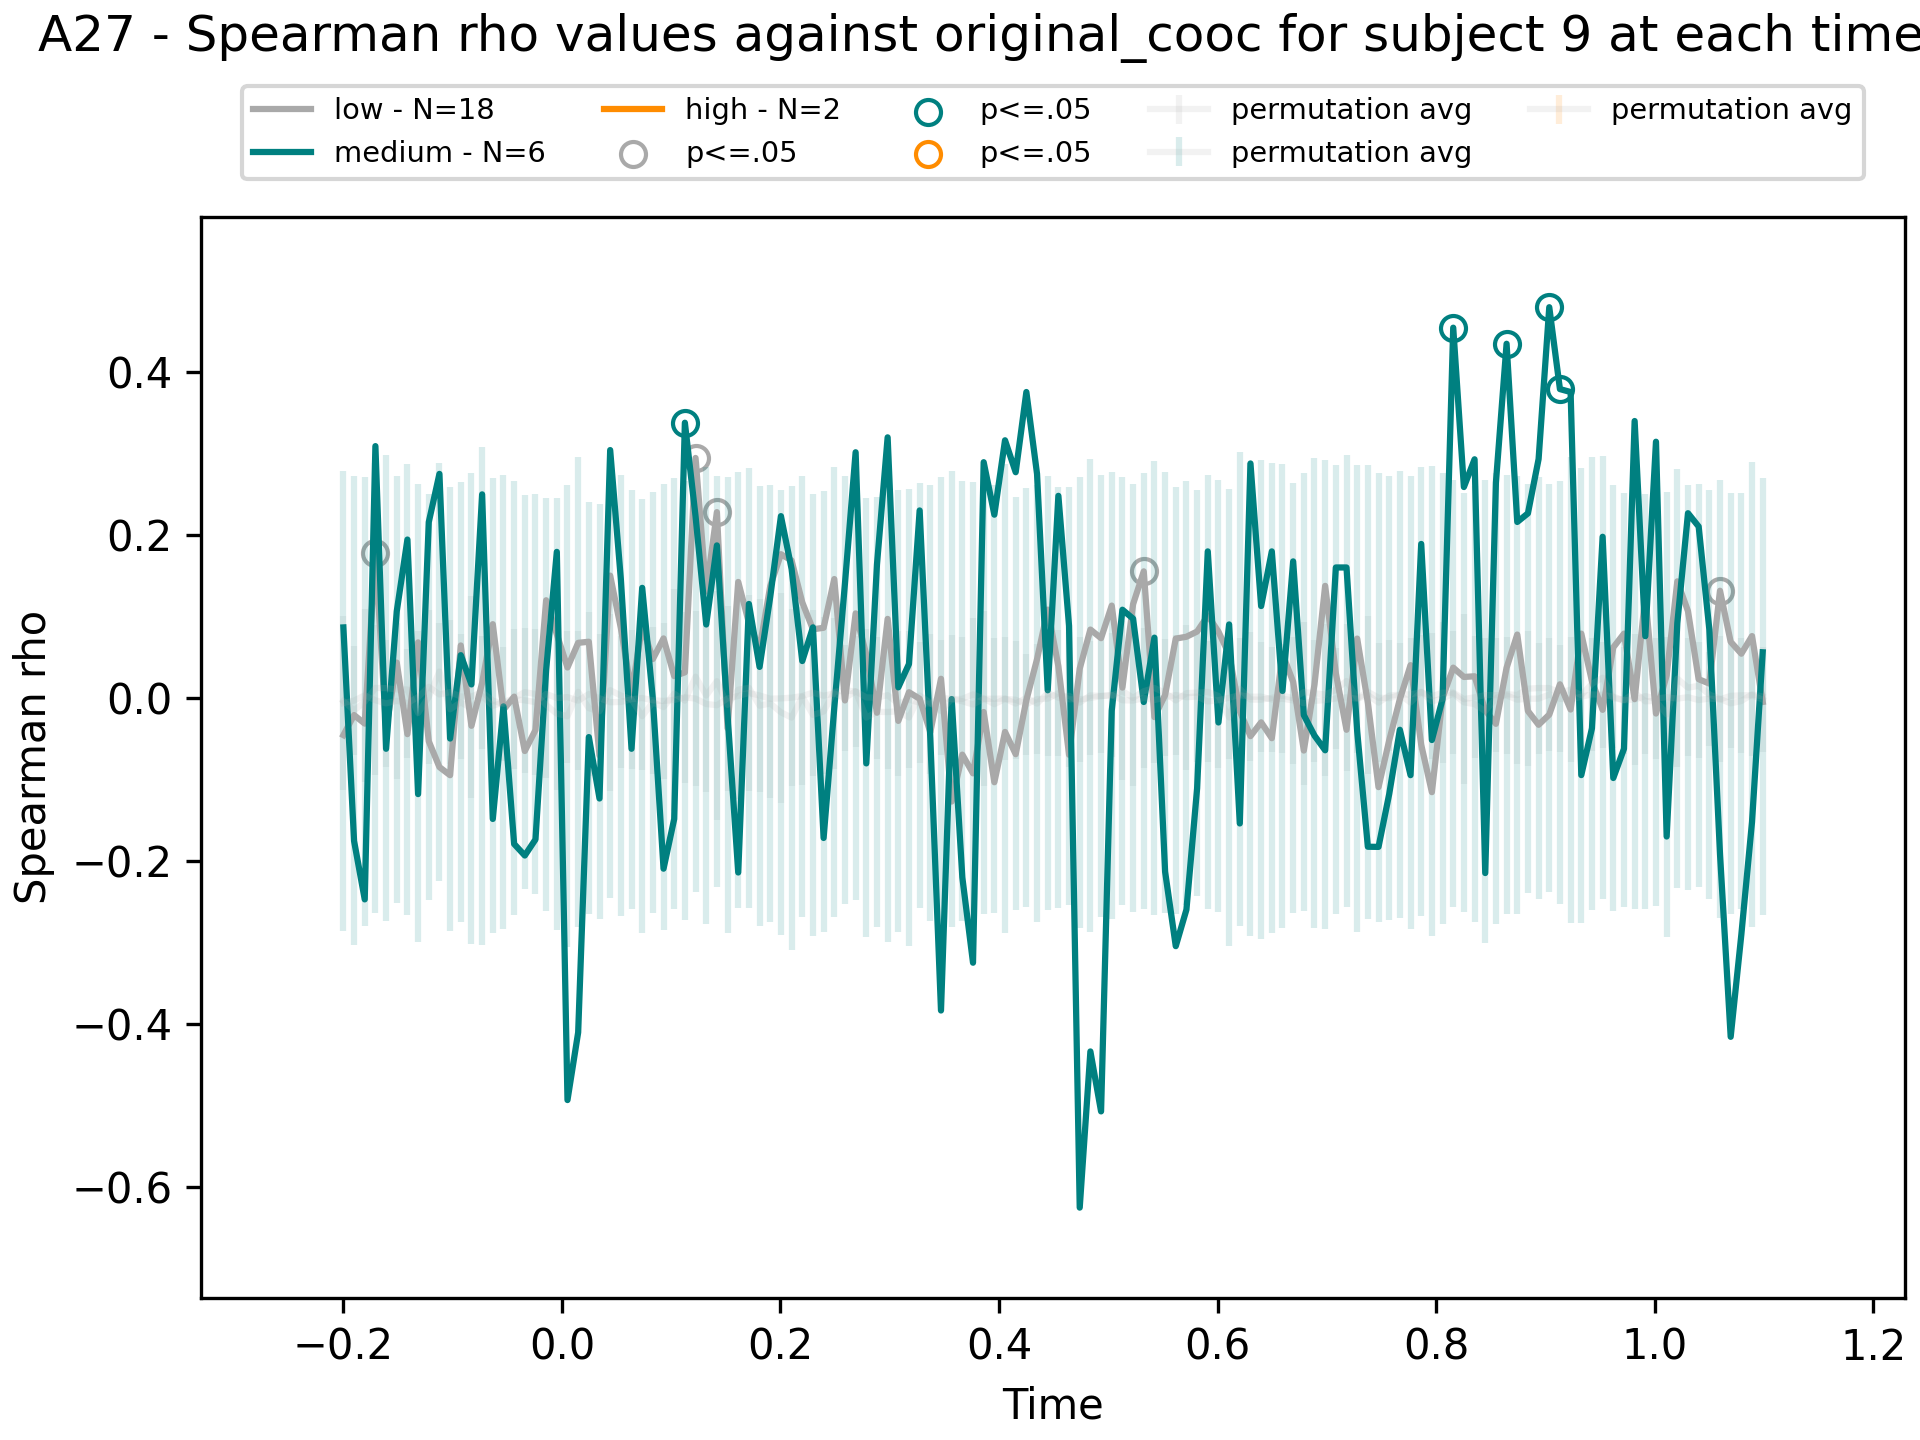 A27 - Spearman rho values against original_cooc for subject 9 at each time
low - N=18
medium - N=6
high - N=2
p<=.05
p<=.05
p<=.05
permutation avg
permutation avg
permutation avg
Spearman rho
0.4
0.2
0.0
−0.2
−0.4
−0.6
−0.2
0.0
0.2
0.4
0.6
0.8
1.0
1.2
Time